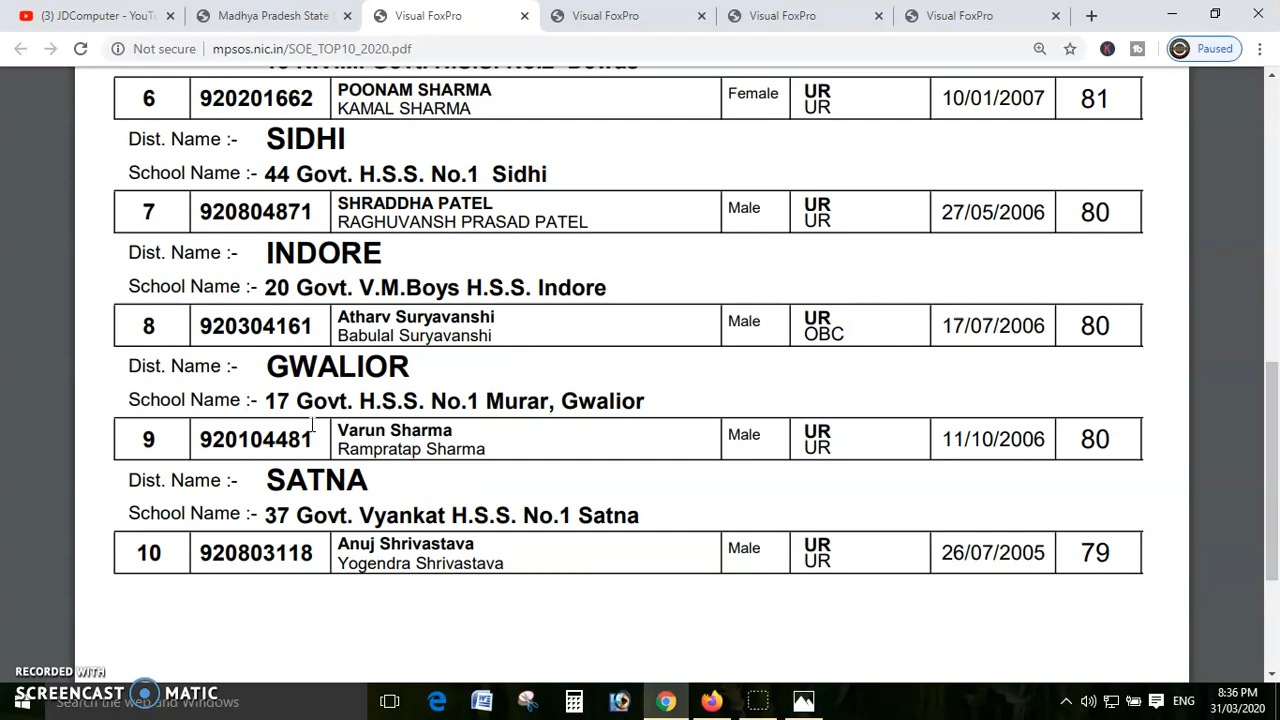 (3) JDComputer - YouT
Madhya Pradesh State
Visual FoxPro
Visual FoxPro
Visual FoxPro
Visual FoxPro
Not secure
mpsos.nic.in/SOE_TOP10_2020.pdf
Paused
6 920201662 POONAM SHARMA Female UR 10/01/2007 81
KAMAL SHARMA UR
Dist. Name :- SIDHI
School Name :- 44 Govt. H.S.S. No.1 Sidhi
7 920804871 SHRADDHA PATEL Male UR 27/05/2006 80
RAGHUVANSH PRASAD PATEL UR
Dist. Name :- INDORE
School Name :- 20 Govt. V.M.Boys H.S.S. Indore
8 920304161 Atharv Suryavanshi Male UR 17/07/2006 80
Babulal Suryavanshi OBC
Dist. Name :- GWALIOR
School Name :- 17 Govt. H.S.S. No.1 Murar, Gwalior
9 920104481 Varun Sharma Male UR 11/10/2006 80
Rampratap Sharma UR
Dist. Name :- SATNA
School Name :- 37 Govt. Vyankat H.S.S. No.1 Satna
10 920803118 Anuj Shrivastava Male UR 26/07/2005 79
Yogendra Shrivastava UR
RECORDED WITH
SCREENCAST MATIC
Search the web and Windows
ENG
8:36 PM
31/03/2020